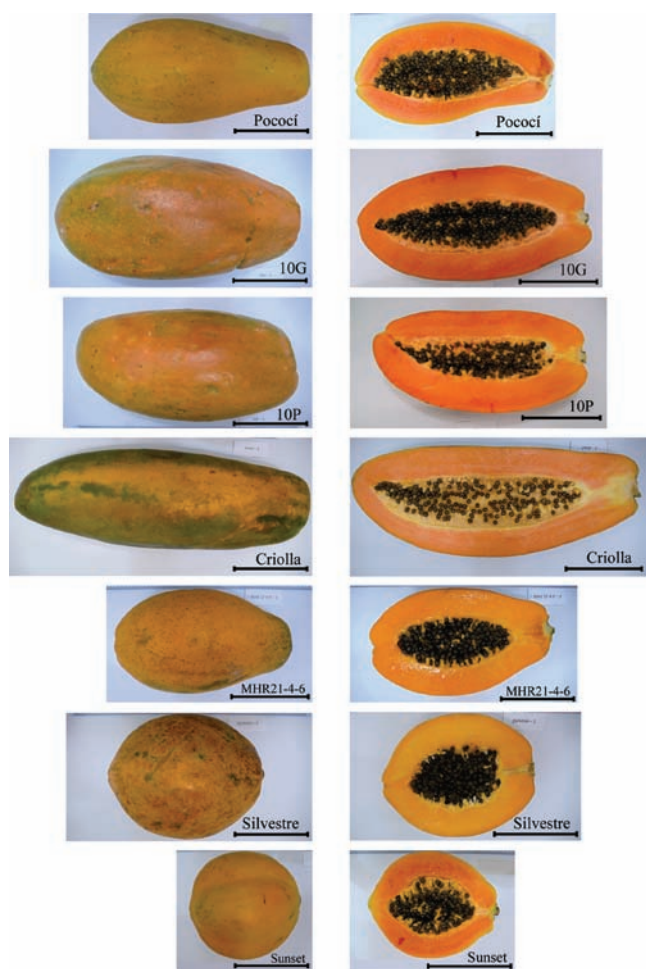 Pococí
Pococí
10G
10G
10P
10P
Criolla
Criolla
MHR21-4-6
MHR21-4-6
Silvestre
Silvestre
Sunset
Sunset